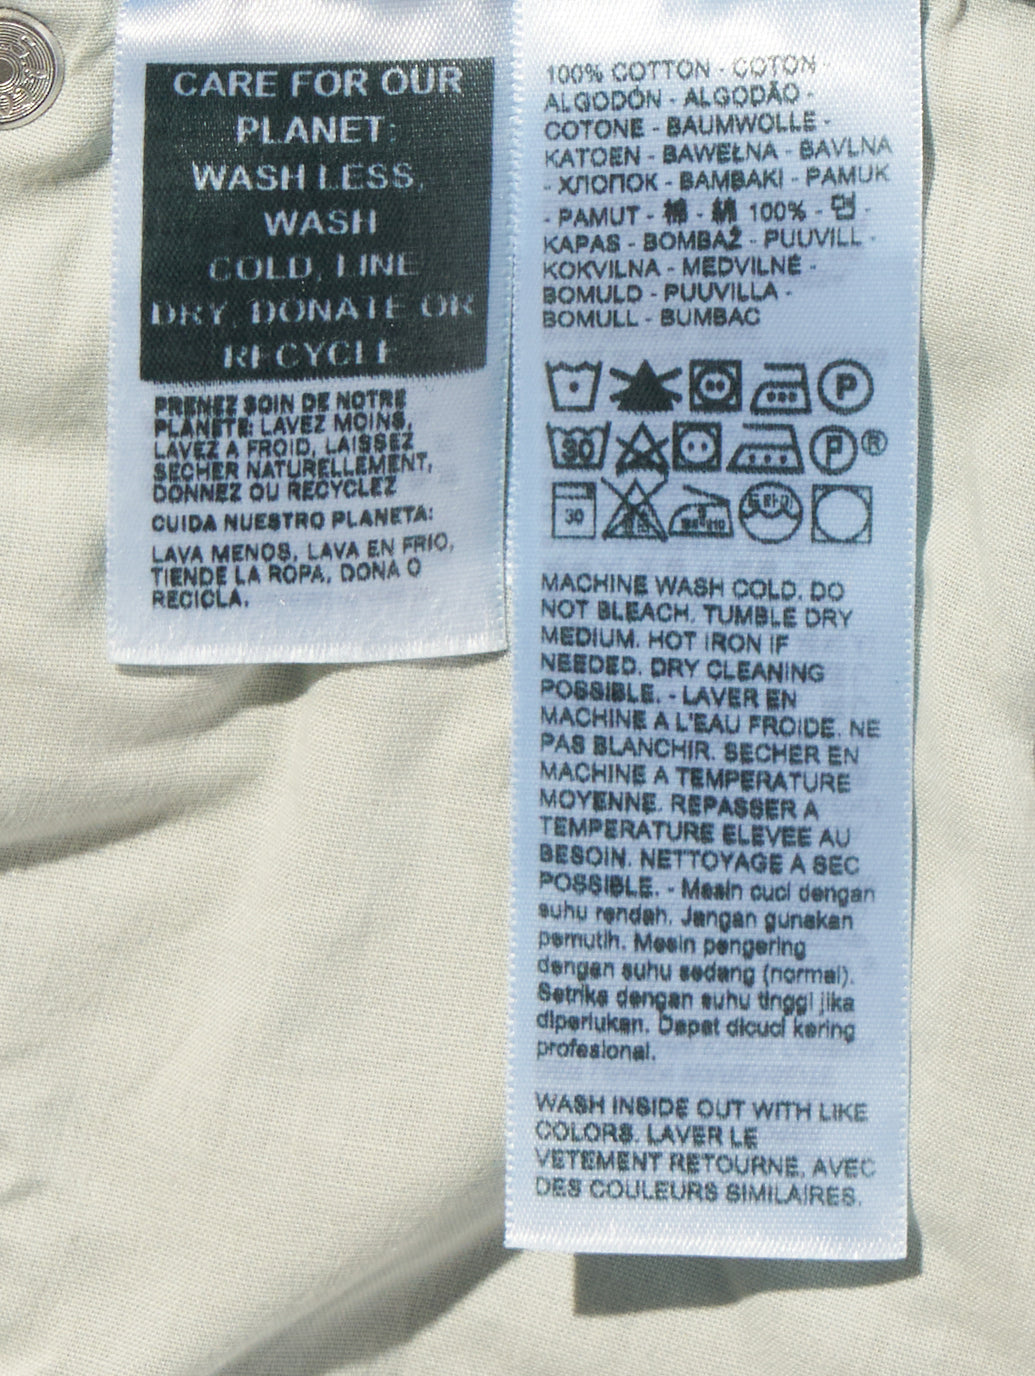 CARE FOR OUR
PLANET:
WASH LESS,
WASH
COLD, LINE
DRY, DONATE OR
RECYCLE
PRENEZ SOIN DE NOTRE
PLANETE: LAVEZ MOINS,
LAVEZ A FROID, LAISSEZ
SECHER NATURELLEMENT,
DONNEZ OU RECYCLEZ
CUIDA NUESTRO PLANETA:
LAVA MENOS, LAVA EN FRIO,
TIENDE LA ROPA, DONA O
RECICLA.
100% COTTON - COTON -
ALGODÓN - ALGODÃO -
COTONE - BAUMWOLLE -
KATOEN - BAWEŁNA - BAVLNA
- ХЛОПОК - BAMBAKI - PAMUK
- PAMUT - 棉 - 綿 100% - 면 -
KAPAS - BOMBAŽ - PUUVILL -
KOKVILNA - MEDVILNĖ -
BOMULD - PUUVILLA -
BOMULL - BUMBAC
P
30 P ®
30
MACHINE WASH COLD. DO
NOT BLEACH. TUMBLE DRY
MEDIUM. HOT IRON IF
NEEDED. DRY CLEANING
POSSIBLE. - LAVER EN
MACHINE A L'EAU FROIDE. NE
PAS BLANCHIR. SECHER EN
MACHINE A TEMPERATURE
MOYENNE. REPASSER A
TEMPERATURE ELEVEE AU
BESOIN. NETTOYAGE A SEC
POSSIBLE. - Mesin cuci dengan
suhu rendah. Jangan gunakan
pemutih. Mesin pengering
dengan suhu sedang (normal).
Setrika dengan suhu tinggi jika
diperlukan. Dapat dicuci kering
profesional.
WASH INSIDE OUT WITH LIKE
COLORS. LAVER LE
VETEMENT RETOURNE, AVEC
DES COULEURS SIMILAIRES.